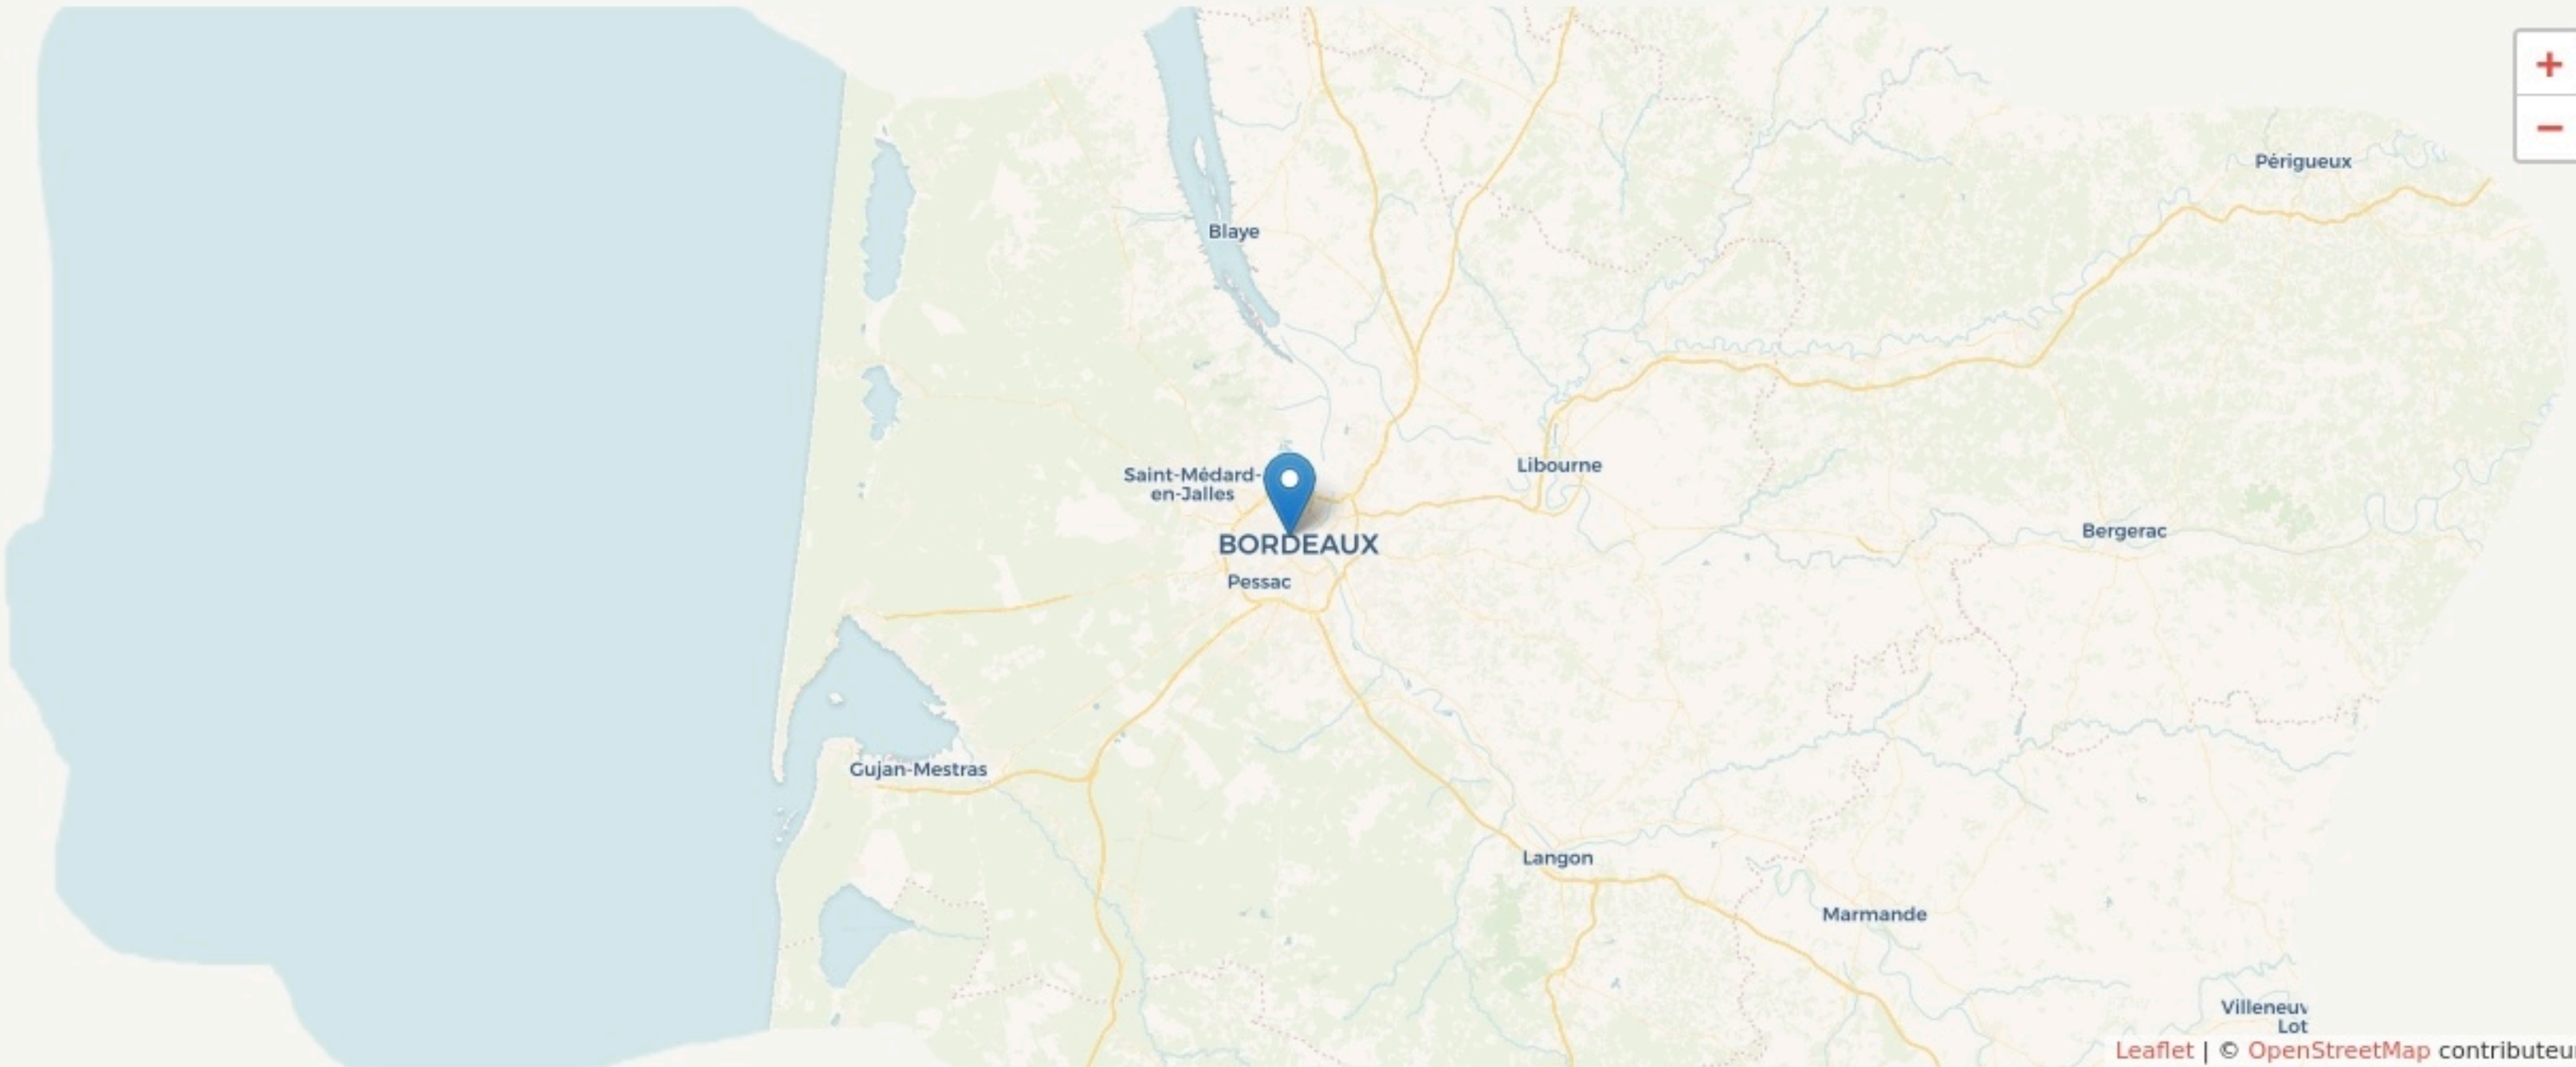 +
−
Périgueux
Blaye
Libourne
Saint-Médard-
en-Jalles
Bergerac
BORDEAUX
Pessac
Gujan-Mestras
Langon
Marmande
Villeneuv
Lot
Leaflet | © OpenStreetMap contributeu